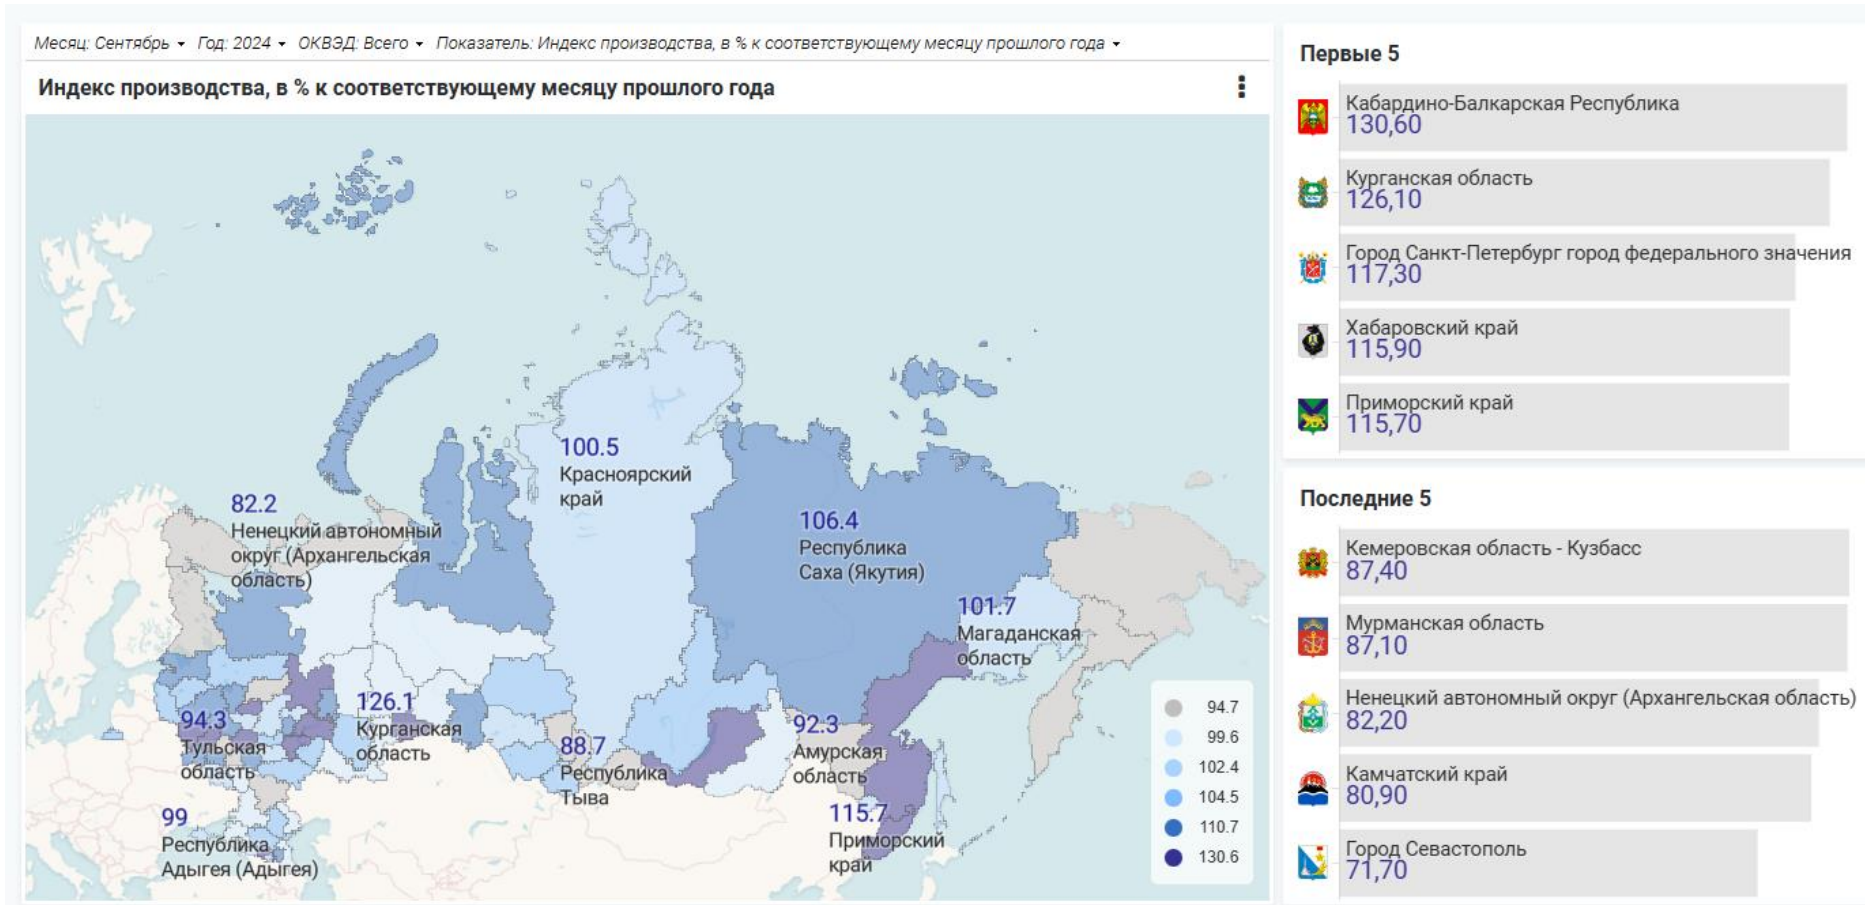 Месяц: Сентябрь Год: 2024 ОКВЭД: Всего Показатель: Индекс производства, в % к соответствующему месяцу прошлого года
Индекс производства, в % к соответствующему месяцу прошлого года
100.5
Красноярский
край
82.2
Ненецкий автономный
округ (Архангельская
область)
106.4
Республика
Саха (Якутия)
101.7
Магаданская
область
126.1
Курганская
область
94.3
Тульская
область
88.7
Республика
Тыва
92.3
Амурская
область
99
Республика
Адыгея (Адыгея)
115.7
Приморский
край
94.7
99.6
102.4
104.5
110.7
130.6
Первые 5
Кабардино-Балкарская Республика
130,60
Курганская область
126,10
Город Санкт-Петербург город федерального значения
117,30
Хабаровский край
115,90
Приморский край
115,70
Последние 5
Кемеровская область - Кузбасс
87,40
Мурманская область
87,10
Ненецкий автономный округ (Архангельская область)
82,20
Камчатский край
80,90
Город Севастополь
71,70